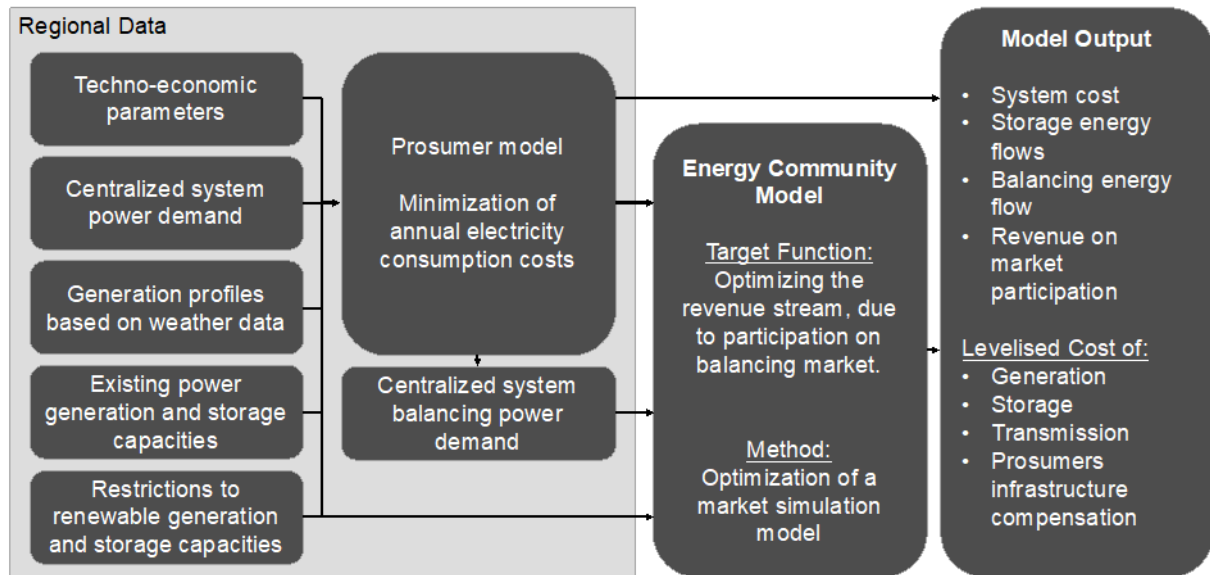 Regional Data
Techno-economic
parameters
Centralized system
power demand
Generation profiles
based on weather data
Existing power
generation and storage
capacities
Restrictions to
renewable generation
and storage capacities
Prosumer model
Minimization of
annual electricity
consumption costs
Centralized system
balancing power
demand
Energy Community
Model
Target Function:
Optimizing the
revenue stream, due
to participation on
balancing market.
Method:
Optimization of a
market simulation
model
Model Output
• System cost
• Storage energy
flows
• Balancing energy
flow
• Revenue on
market
participation
Levelised Cost of:
• Generation
• Storage
• Transmission
• Prosumers
infrastructure
compensation